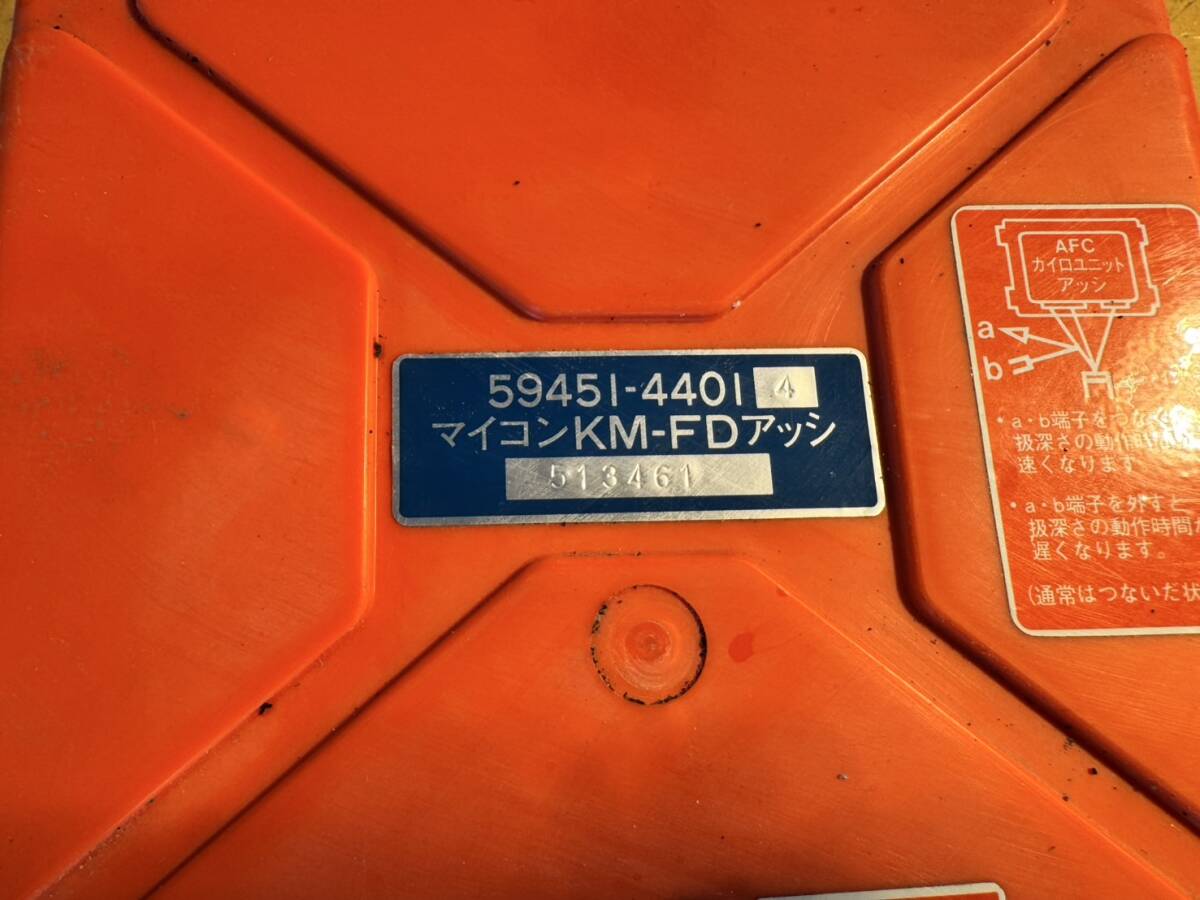 59451-4401 4
マイコンKM-FDアッシ
513461
AFC
カイロユニット
アッシ
a
b
・a・b端子をつなぐ
扱深さの動作時
速くなります
・a・b端子を外すと
扱深さの動作時間
遅くなります。
(通常はつないだ状